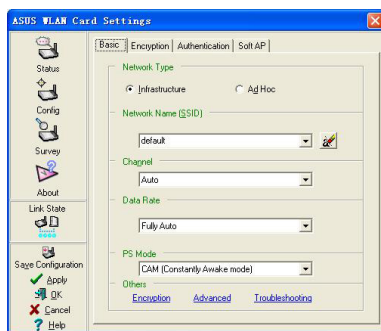 ASUS WLAN Card Settings
Status
Config
Survey
About
Link State
Save Configuration
Apply
OK
Cancel
Help
Basic Encryption Authentication Soft AP
Network Type
Infrastructure Ad Hoc
Network Name (SSID)
default
Channel
Auto
Data Rate
Fully Auto
PS Mode
CAM (Constantly Awake mode)
Others
Encryption Advanced Troubleshooting